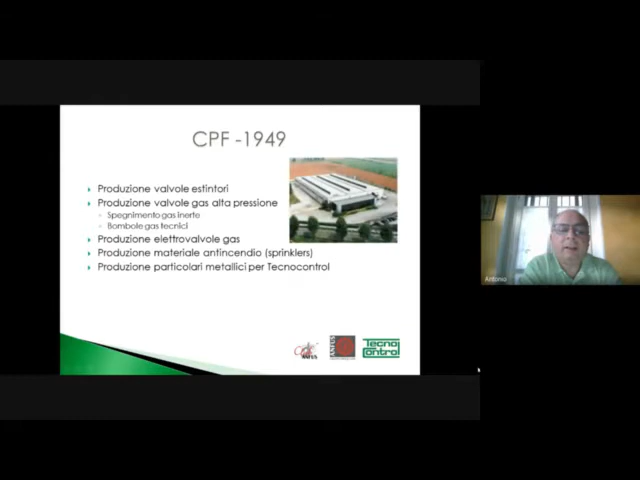 CPF -1949
Produzione valvole estintori
Produzione valvole gas alta pressione
Spegnimento gas inerte
Bombole gas tecnici
Produzione elettrovalvole gas
Produzione materiale antincendio (sprinklers)
Produzione particolari metallici per Tecnocontrol
Tecno
Control
Antonio